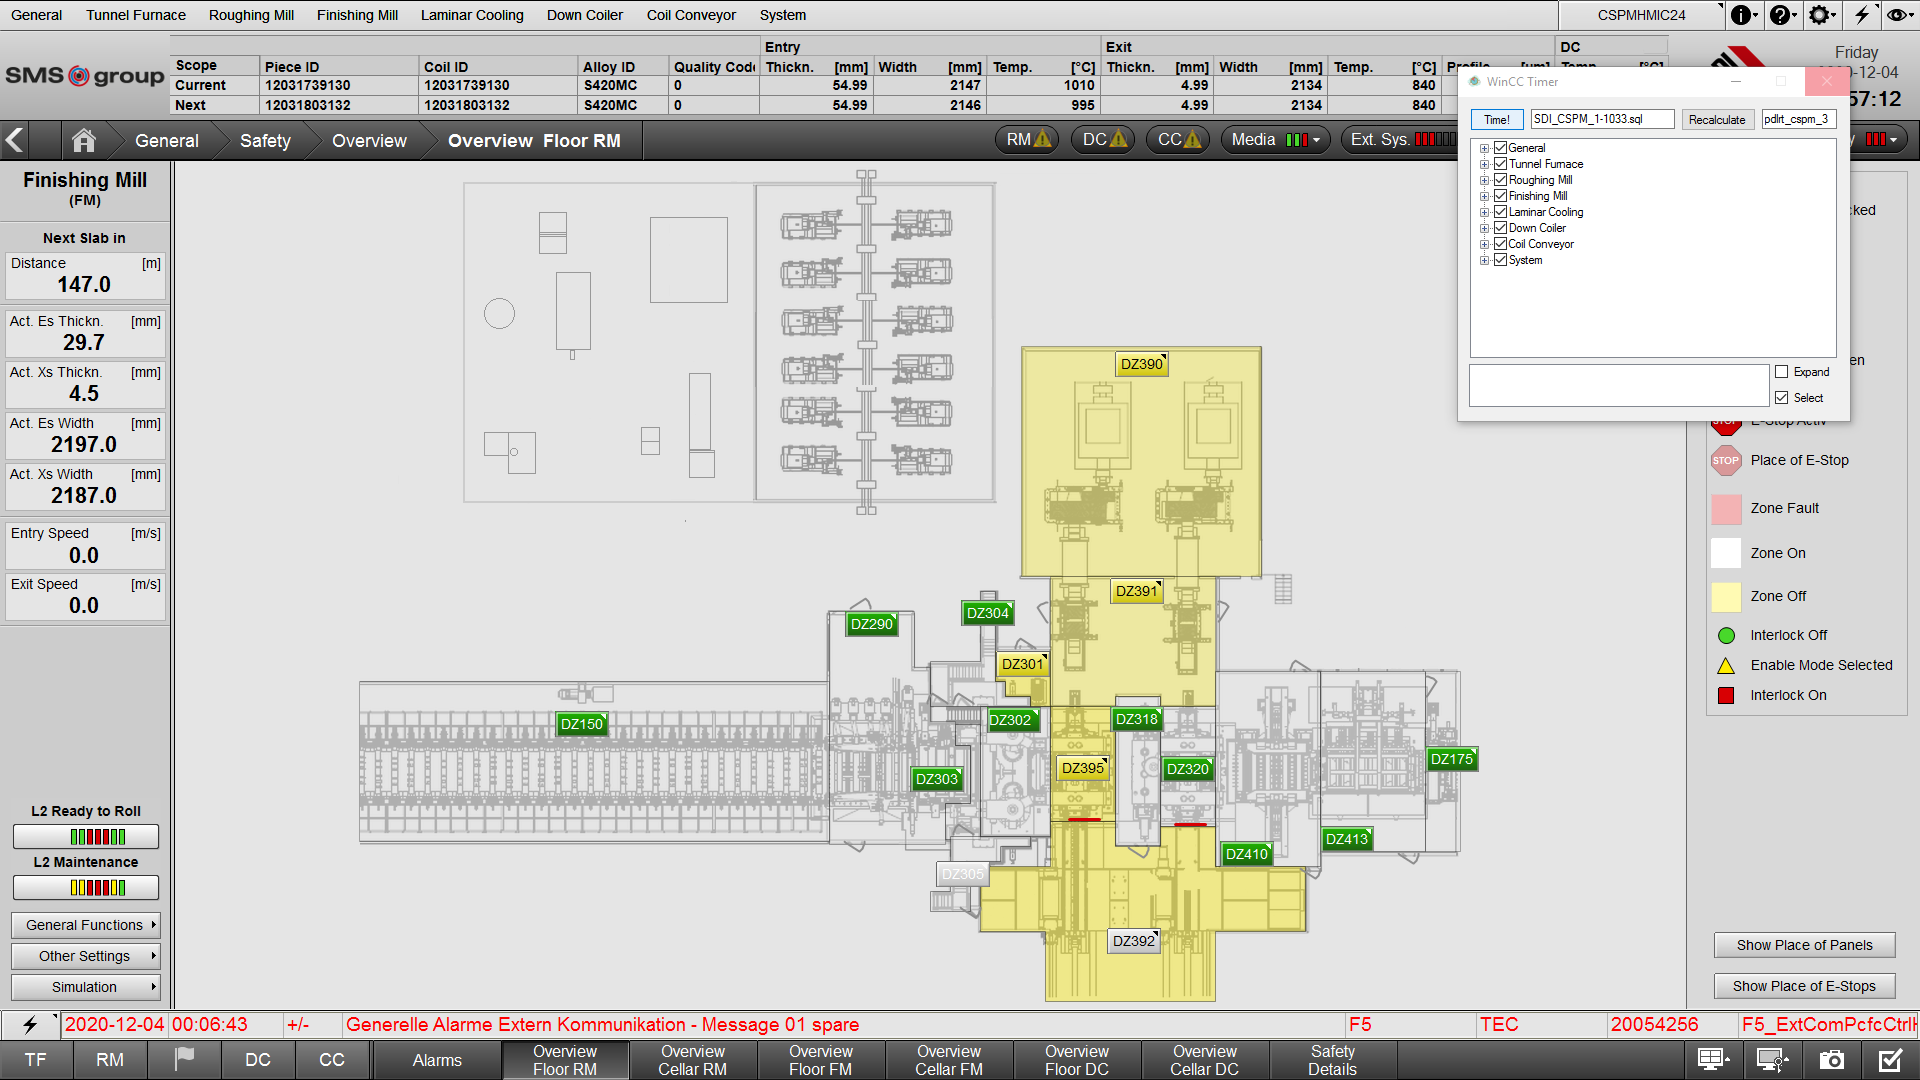 General Tunnel Furnace Roughing Mill Finishing Mill Laminar Cooling Down Coiler Coil Conveyor System CSPMHMIC24
SMS group
Entry Exit DC
Scope Piece ID Coil ID Alloy ID Quality Code Thickn. [mm] Width [mm] Temp. [°C] Thickn. [mm] Width [mm] Temp. [°C]
Current 12031739130 12031739130 S420MC 0 54.99 2147 1010 4.99 2134 840
Next 12031803132 12031803132 S420MC 0 54.99 2146 995 4.99 2134 840
Friday
-12-04
57:12
General Safety Overview Overview Floor RM RM DC CC Media Ext. Sys.
WinCC Timer
Time! SDI_CSPM_1-1033.sql Recalculate pdlrt_cspm_3
General
Tunnel Furnace
Roughing Mill
Finishing Mill
Laminar Cooling
Down Coiler
Coil Conveyor
System
Expand
Select
Finishing Mill
(FM)
Next Slab in
Distance [m]
147.0
Act. Es Thickn. [mm]
29.7
Act. Xs Thickn. [mm]
4.5
Act. Es Width [mm]
2197.0
Act. Xs Width [mm]
2187.0
Entry Speed [m/s]
0.0
Exit Speed [m/s]
0.0
L2 Ready to Roll
L2 Maintenance
General Functions
Other Settings
Simulation
DZ390
DZ391
DZ304
DZ290
DZ301
DZ150
DZ302
DZ318
DZ303
DZ395
DZ320
DZ175
DZ413
DZ410
DZ305
DZ392
E-Stop Activ
STOP Place of E-Stop
Zone Fault
Zone On
Zone Off
Interlock Off
Enable Mode Selected
Interlock On
Show Place of Panels
Show Place of E-Stops
2020-12-04 00:06:43 +/- Generelle Alarme Extern Kommunikation - Message 01 spare F5 TEC 20054256 F5_ExtComPcfcCtrl
TF RM DC CC Alarms
Overview Floor RM
Overview Cellar RM
Overview Floor FM
Overview Cellar FM
Overview Floor DC
Overview Cellar DC
Safety Details